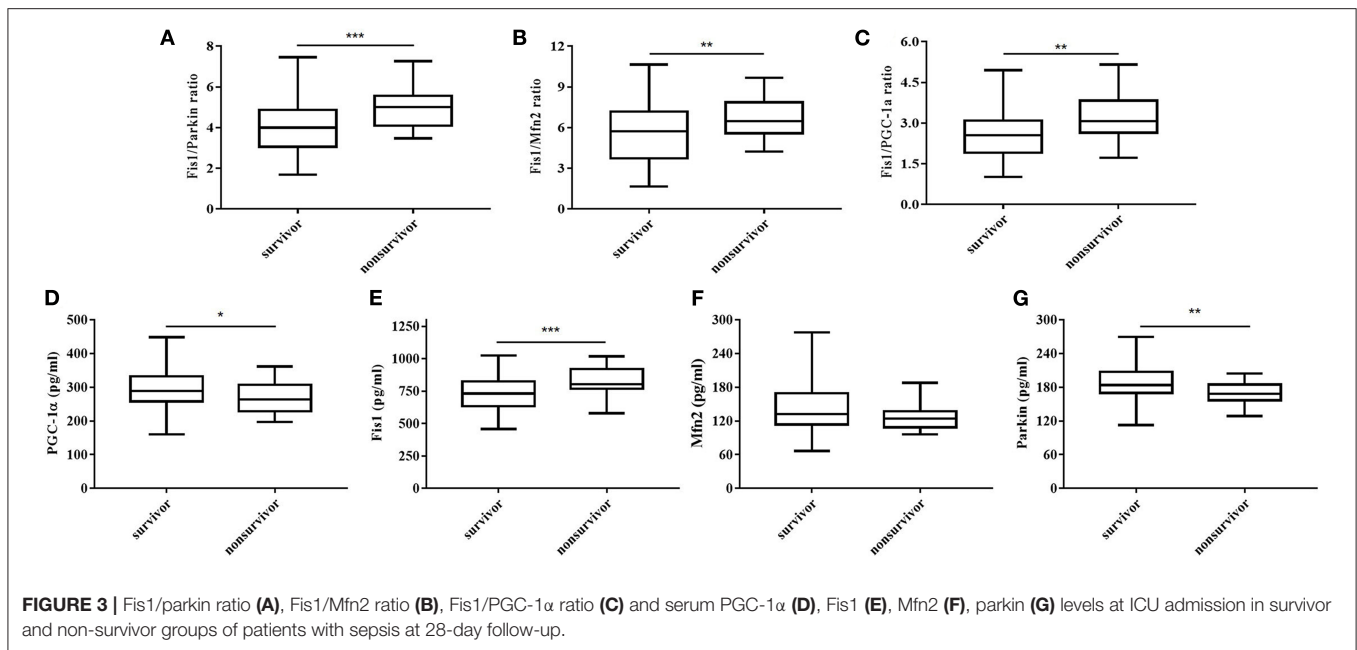 A
***
Fis1/Parkin ratio
8
6
4
2
0
survivor
nonsurvivor
B
**
Fis1/Mfn2 ratio
12
9
6
3
0
survivor
nonsurvivor
C
**
Fis1/PGC-1a ratio
6.0
4.5
3.0
1.5
0.0
survivor
nonsurvivor
D
*
PGC-1α (pg/ml)
500
400
300
200
100
0
survivor
nonsurvivor
E
***
Fis1 (pg/ml)
1250
1000
750
500
250
0
survivor
nonsurvivor
F
Mfn2 (pg/ml)
300
240
180
120
60
0
survivor
nonsurvivor
G
**
Parkin (pg/ml)
300
240
180
120
60
0
survivor
nonsurvivor
FIGURE 3 | Fis1/parkin ratio (A), Fis1/Mfn2 ratio (B), Fis1/PGC-1α ratio (C) and serum PGC-1α (D), Fis1 (E), Mfn2 (F), parkin (G) levels at ICU admission in survivor
and non-survivor groups of patients with sepsis at 28-day follow-up.